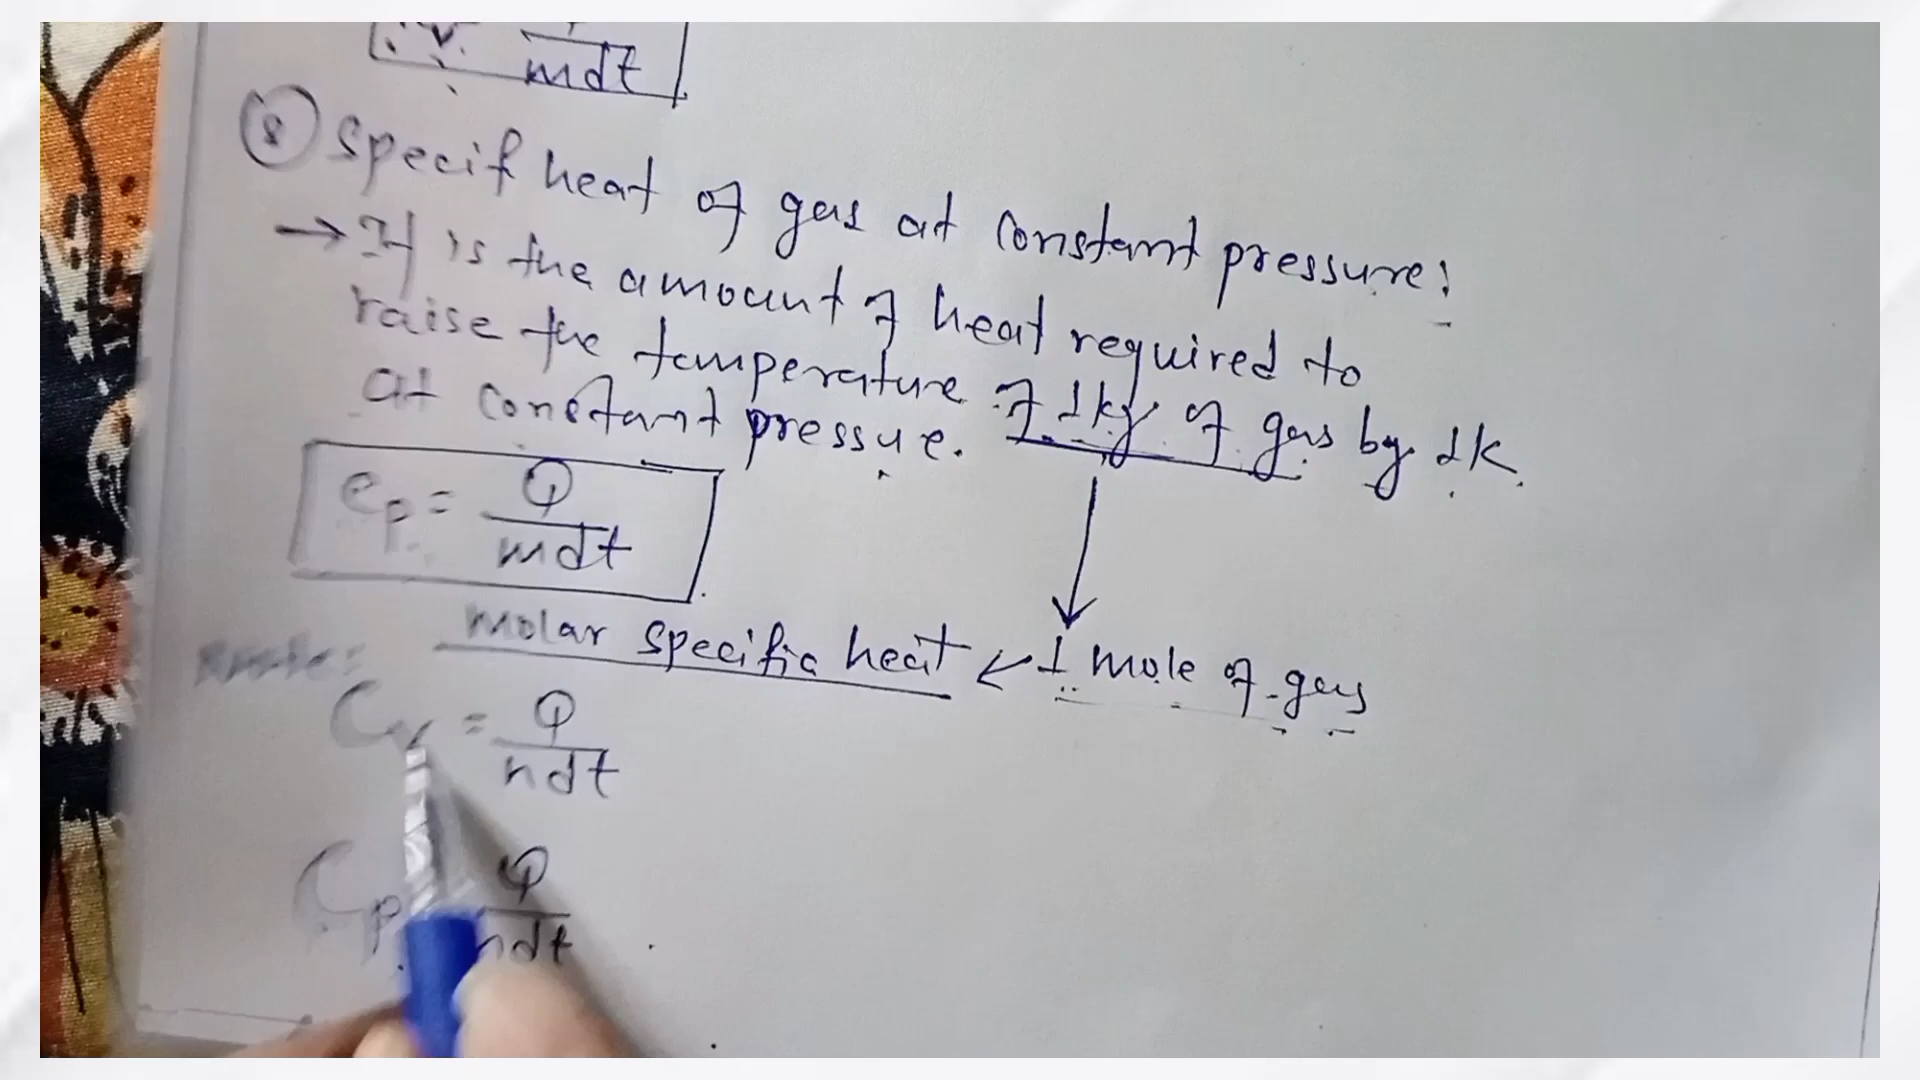 mdt
8 Specif heat of gas at constant pressure:
→ It is the amount of heat required to
raise the temperature of 1kg of gas by 1k
at constant pressue.
Cp = Q/mdt
molar specific heat ← 1 mole of gas
Cv = Q/ndt
Cp Q/ndt